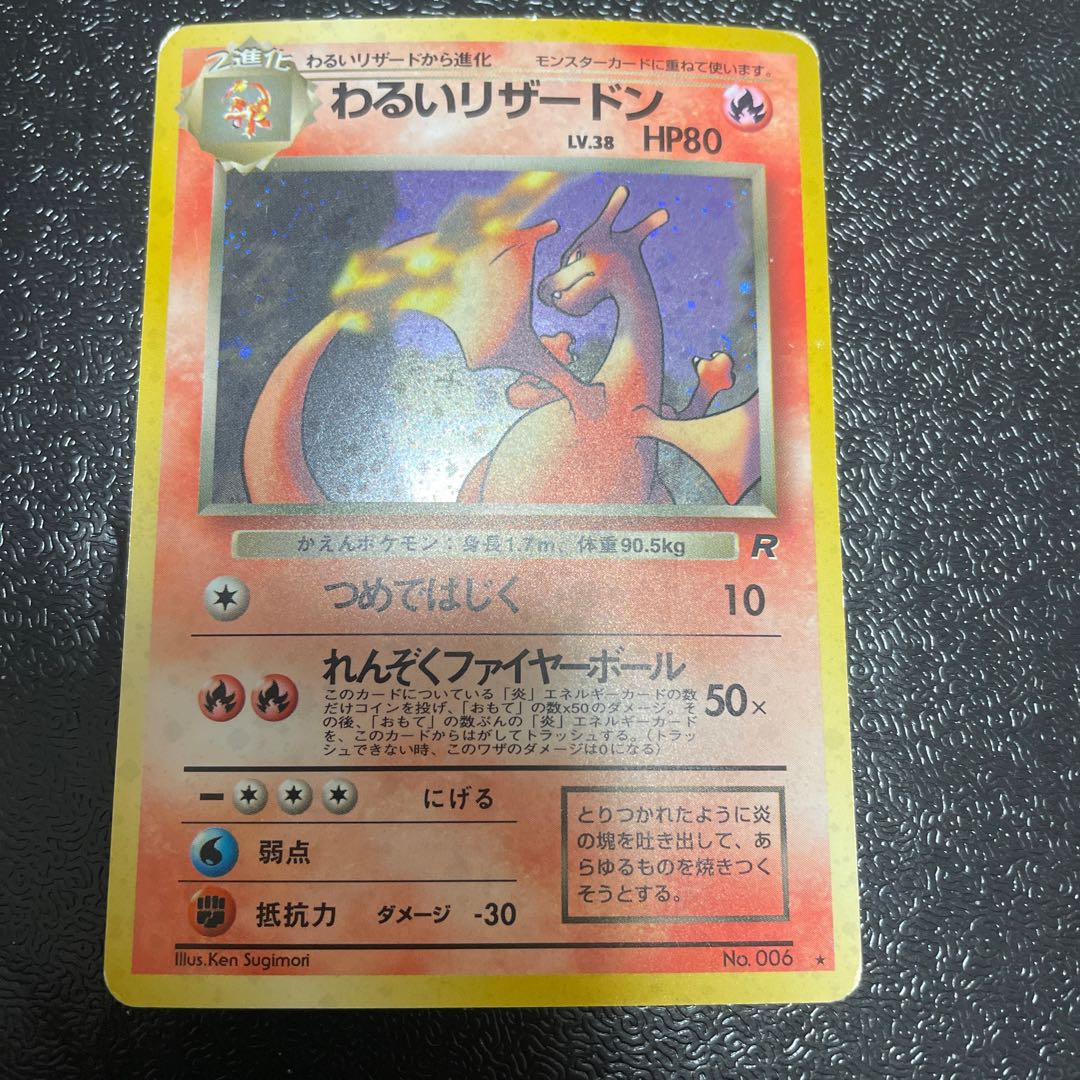 2進化
わるいリザードから進化
モンスターカードに重ねて使います。
わるいリザードン
LV.38 HP80
かえんポケモン：身長1.7m、体重90.5kg
R
つめではじく 10
れんぞくファイヤーボール
このカードについている「炎」エネルギーカードの数
だけコインを投げ、「おもて」の数x50のダメージ。そ
の後、「おもて」の数ぶんの「炎」エネルギーカード
を、このカードからはがしてトラッシュする。（トラッ
シュできない時、このワザのダメージは0になる）
50×
にげる
弱点
抵抗力 ダメージ -30
とりつかれたように炎
の塊を吐き出して、あ
らゆるものを焼きつく
そうとする。
Illus.Ken Sugimori
No. 006 ★